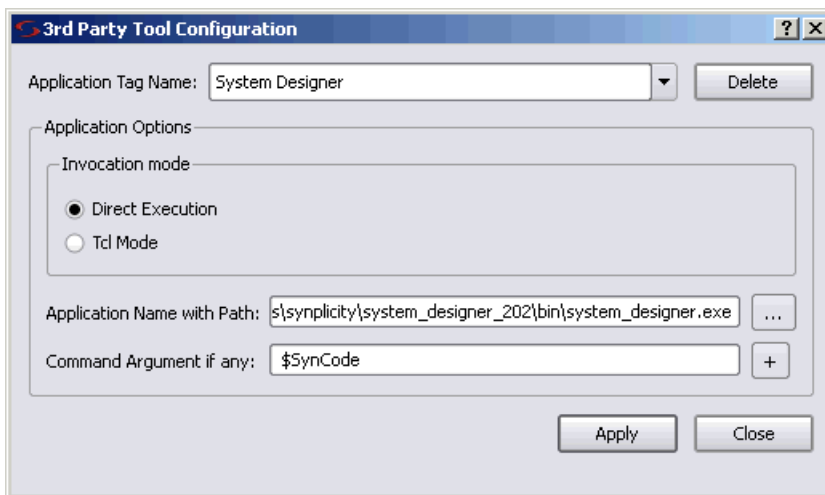 3rd Party Tool Configuration
?
X
Application Tag Name: System Designer Delete
Application Options
Invocation mode
Direct Execution
Tcl Mode
Application Name with Path: s\synplicity\system_designer_202\bin\system_designer.exe ...
Command Argument if any: $SynCode +
Apply Close